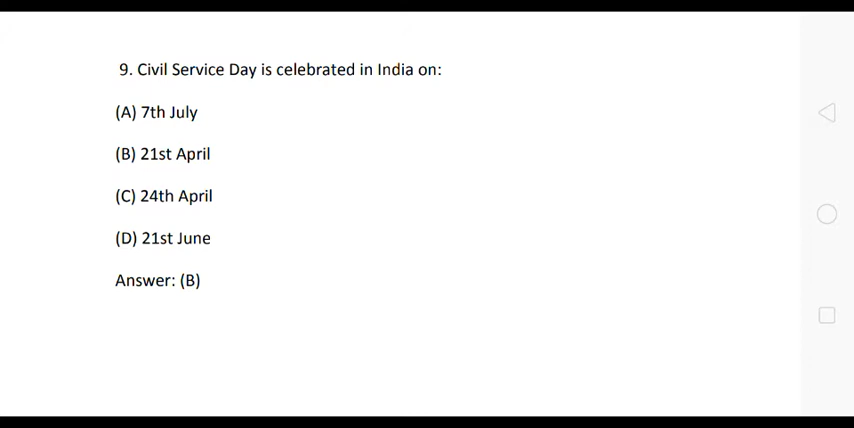 9. Civil Service Day is celebrated in India on:
(A) 7th July
(B) 21st April
(C) 24th April
(D) 21st June
Answer: (B)